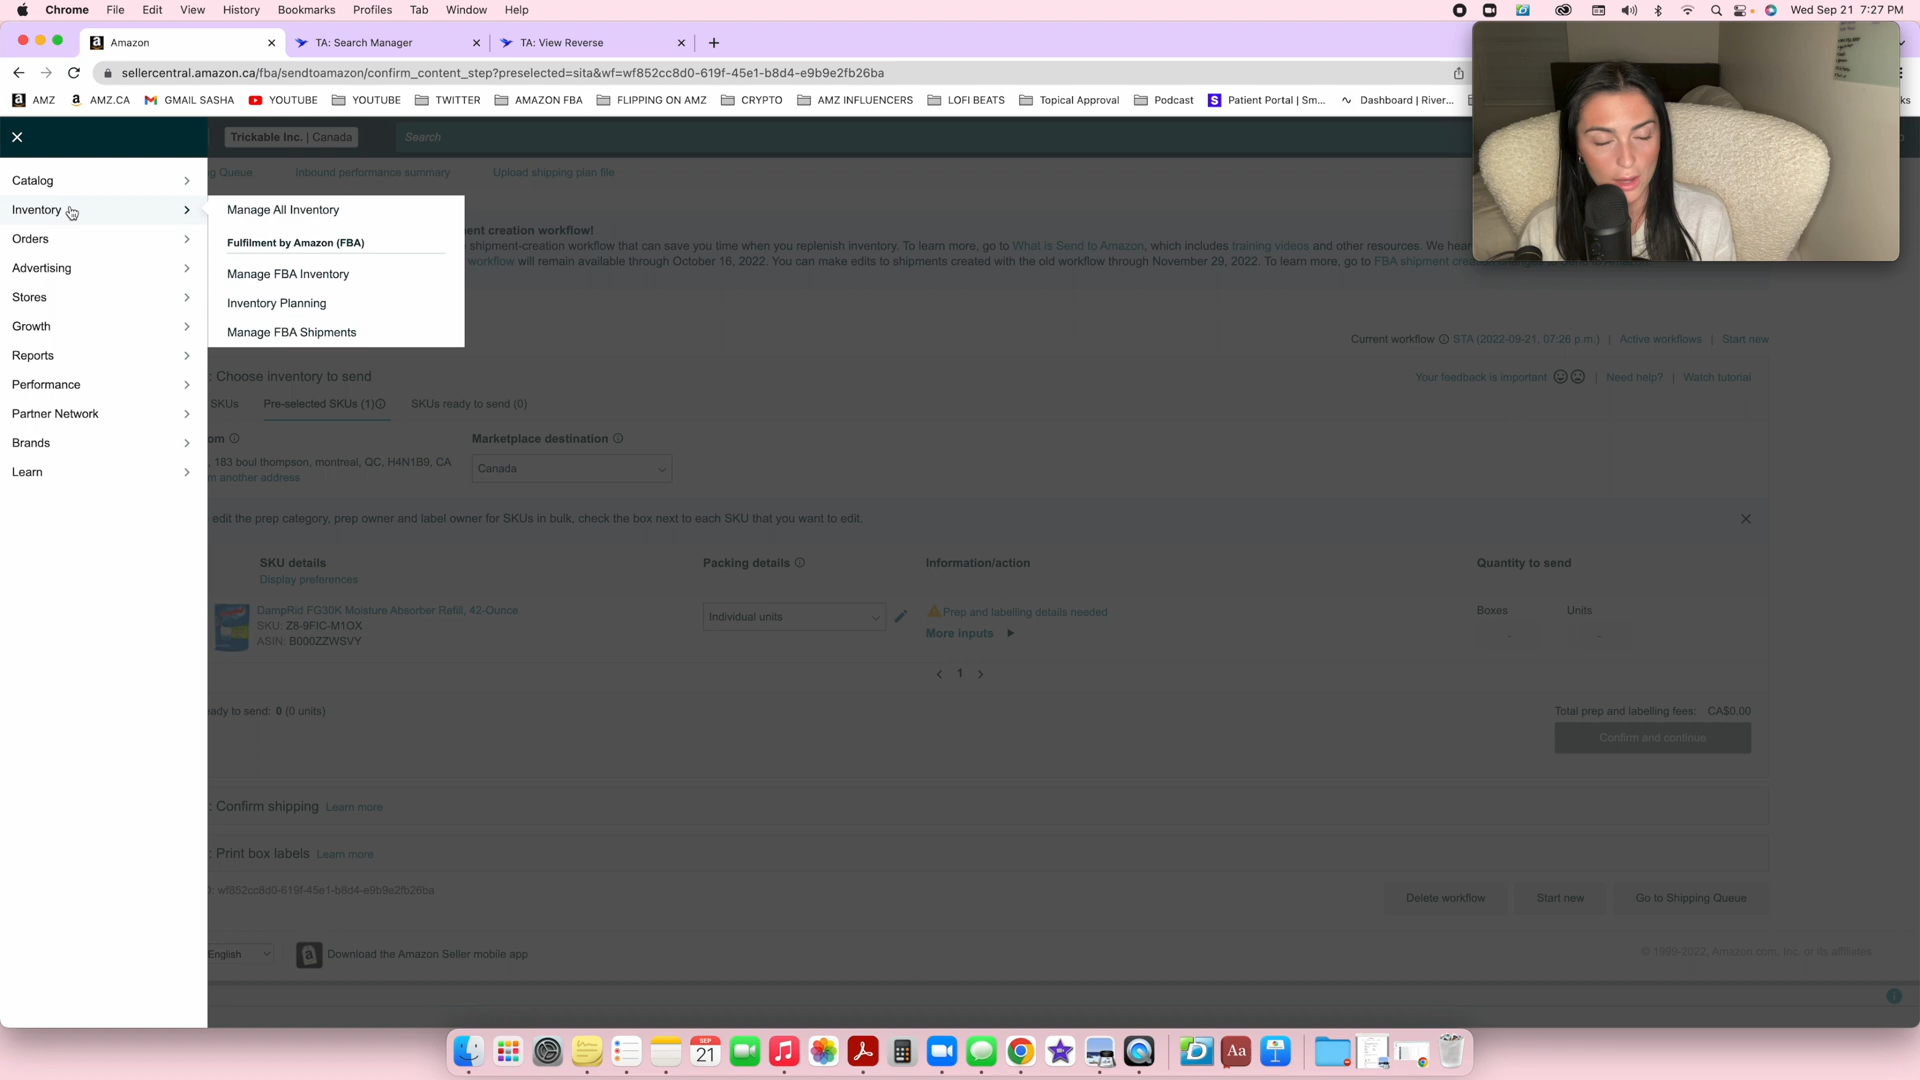 Chrome File Edit View History Bookmarks Profiles Tab Window Help Wed Sep 21 7:27 PM
Amazon TA: Search Manager TA: View Reverse
sellercentral.amazon.ca/fba/sendtoamazon/confirm_content_step?preselected=sita&wf=wf852cc8d0-619f-45e1-b8d4-e9b9e2fb26ba
AMZ AMZ.CA GMAIL SASHA YOUTUBE YOUTUBE TWITTER AMAZON FBA FLIPPING ON AMZ CRYPTO AMZ INFLUENCERS LOFI BEATS Topical Approval Podcast Patient Portal | Sm... Dashboard | River...
Trickable Inc. | Canada Search
g Queue Inbound performance summary Upload shipping plan file
Catalog
Inventory
Orders
Advertising
Stores
Growth
Reports
Performance
Partner Network
Brands
Learn
Manage All Inventory
Fulfilment by Amazon (FBA)
Manage FBA Inventory
Inventory Planning
Manage FBA Shipments
ent creation workflow!
shipment-creation workflow that can save you time when you replenish inventory. To learn more, go to What is Send to Amazon, which includes training videos and other resources. We hear
workflow will remain available through October 16, 2022. You can make edits to shipments created with the old workflow through November 29, 2022. To learn more, go to FBA shipment
Current workflow STA (2022-09-21, 07:26 p.m.) | Active workflows | Start new
: Choose inventory to send Your feedback is important | Need help? | Watch tutorial
SKUs Pre-selected SKUs (1) SKUs ready to send (0)
om Marketplace destination
, 183 boul thompson, montreal, QC, H4N1B9, CA Canada
m another address
edit the prep category, prep owner and label owner for SKUs in bulk, check the box next to each SKU that you want to edit.
SKU details Packing details Information/action Quantity to send
Display preferences
DampRid FG30K Moisture Absorber Refill, 42-Ounce Individual units Prep and labelling details needed Boxes Units
SKU: Z8-9FIC-M1OX More inputs - -
ASIN: B000ZZWSVY
1
ady to send: 0 (0 units) Total prep and labelling fees: CA$0.00
Confirm and continue
: Confirm shipping Learn more
: Print box labels Learn more
: wf852cc8d0-619f-45e1-b8d4-e9b9e2fb26ba
Delete workflow Start new Go to Shipping Queue
English Download the Amazon Seller mobile app © 1999-2022, Amazon.com, Inc. or its affiliates
SEP
21
Aa